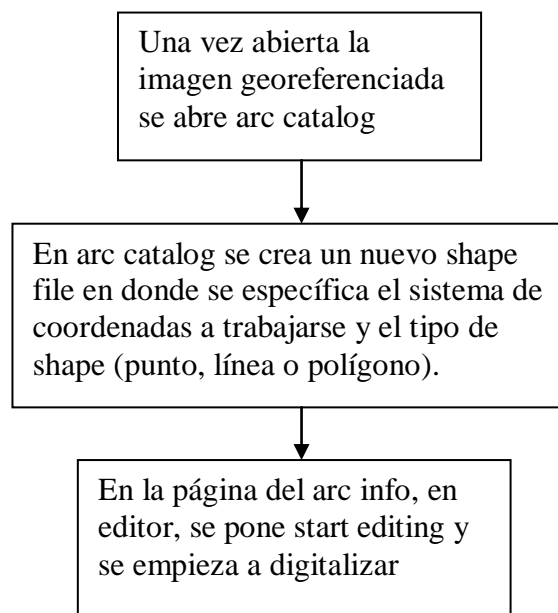 Una vez abierta la
imagen georeferenciada
se abre arc catalog
En arc catalog se crea un nuevo shape
file en donde se específica el sistema de
coordenadas a trabajarse y el tipo de
shape (punto, línea o polígono).
En la página del arc info, en
editor, se pone start editing y
se empieza a digitalizar